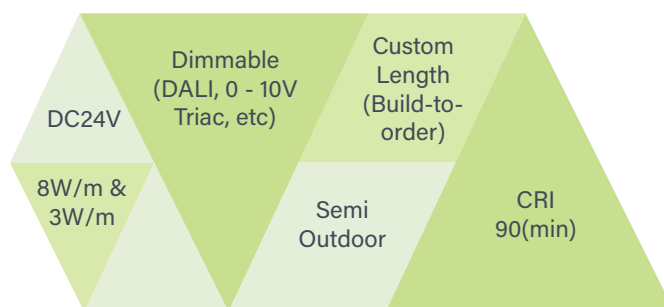 DC24V
8W/m &
3W/m
Dimmable
(DALI, 0 - 10V
Triac, etc)
Custom
Length
(Build-to-
order)
Semi
Outdoor
CRI
90(min)